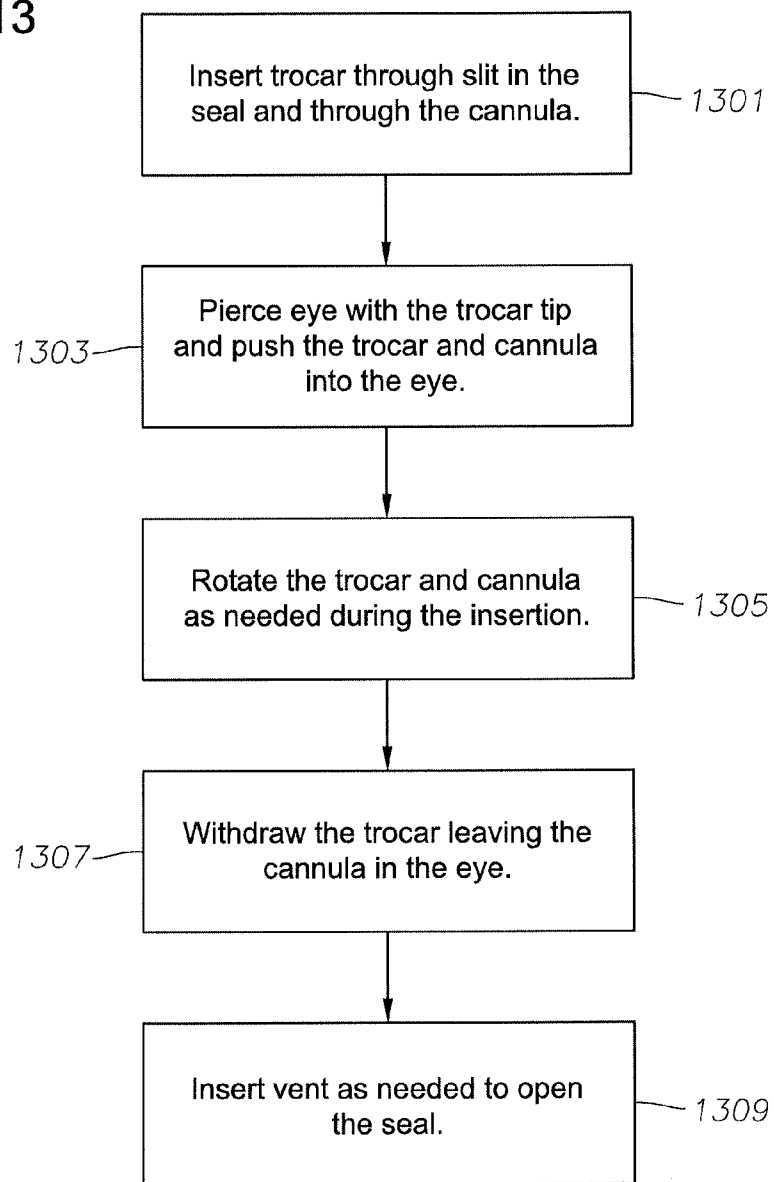 13
Insert trocar through slit in the
seal and through the cannula.
1301
Pierce eye with the trocar tip
and push the trocar and cannula
into the eye.
1303
Rotate the trocar and cannula
as needed during the insertion.
1305
Withdraw the trocar leaving the
cannula in the eye.
1307
Insert vent as needed to open
the seal.
1309